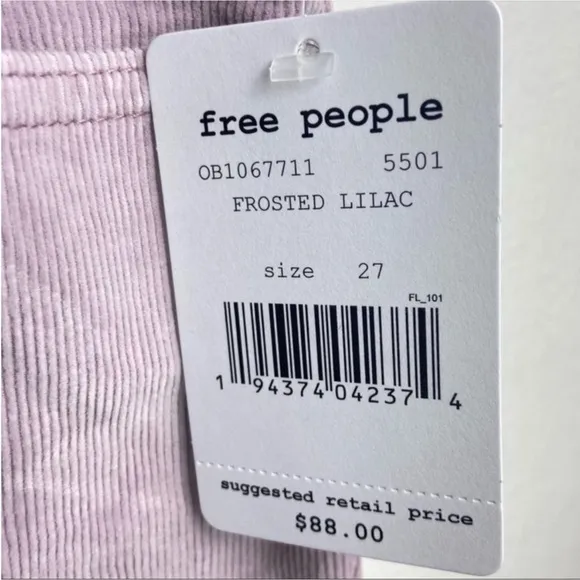 free people
OB1067711 5501
FROSTED LILAC
size 27
FL_101
1 94374 04237 4
suggested retail price
$88.00